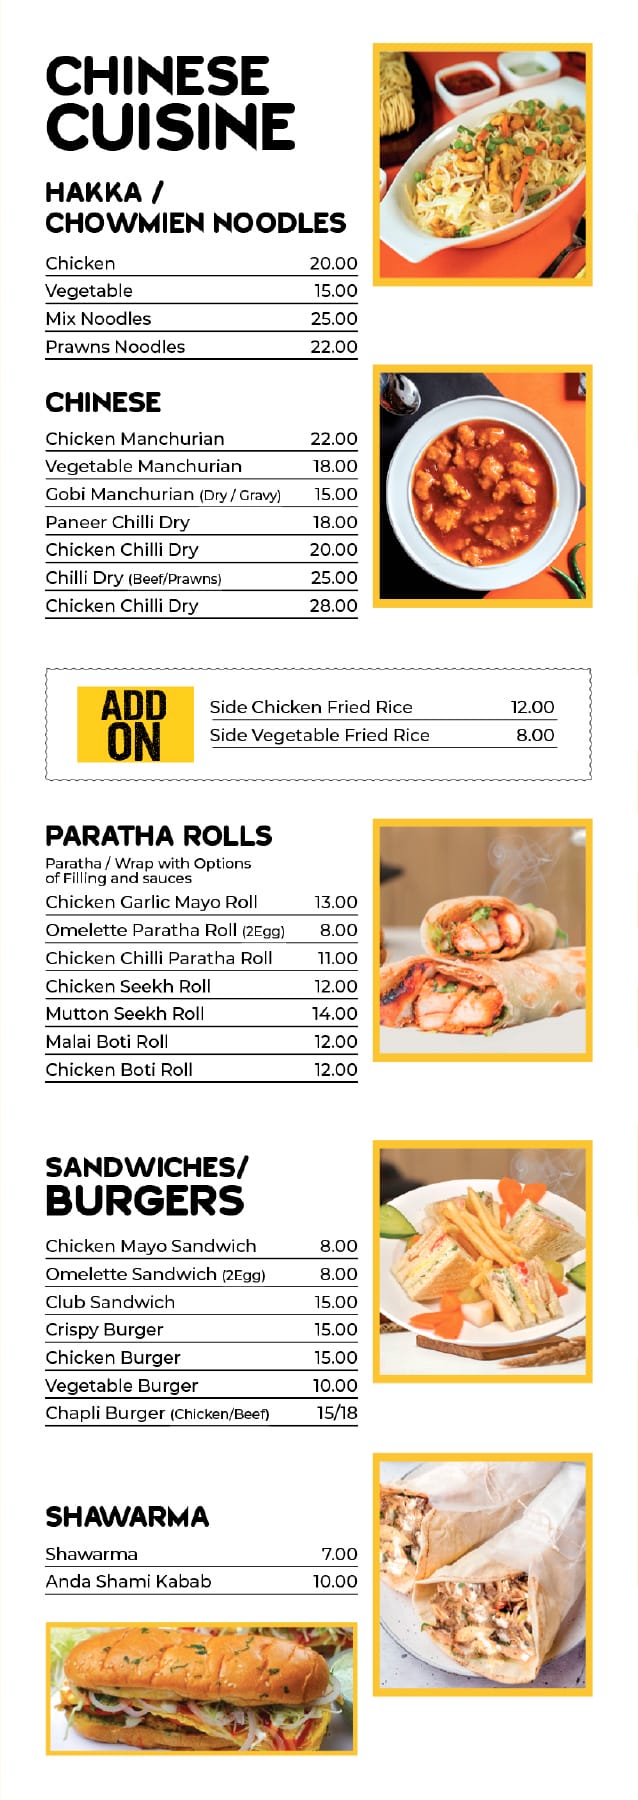 CHINESE
CUISINE
HAKKA /
CHOWMIEN NOODLES
Chicken 20.00
Vegetable 15.00
Mix Noodles 25.00
Prawns Noodles 22.00
CHINESE
Chicken Manchurian 22.00
Vegetable Manchurian 18.00
Gobi Manchurian (Dry / Gravy) 15.00
Paneer Chilli Dry 18.00
Chicken Chilli Dry 20.00
Chilli Dry (Beef/Prawns) 25.00
Chicken Chilli Dry 28.00
ADD
ON
Side Chicken Fried Rice 12.00
Side Vegetable Fried Rice 8.00
PARATHA ROLLS
Paratha / Wrap with Options
of Filling and sauces
Chicken Garlic Mayo Roll 13.00
Omelette Paratha Roll (2Egg) 8.00
Chicken Chilli Paratha Roll 11.00
Chicken Seekh Roll 12.00
Mutton Seekh Roll 14.00
Malai Boti Roll 12.00
Chicken Boti Roll 12.00
SANDWICHES/
BURGERS
Chicken Mayo Sandwich 8.00
Omelette Sandwich (2Egg) 8.00
Club Sandwich 15.00
Crispy Burger 15.00
Chicken Burger 15.00
Vegetable Burger 10.00
Chapli Burger (Chicken/Beef) 15/18
SHAWARMA
Shawarma 7.00
Anda Shami Kabab 10.00